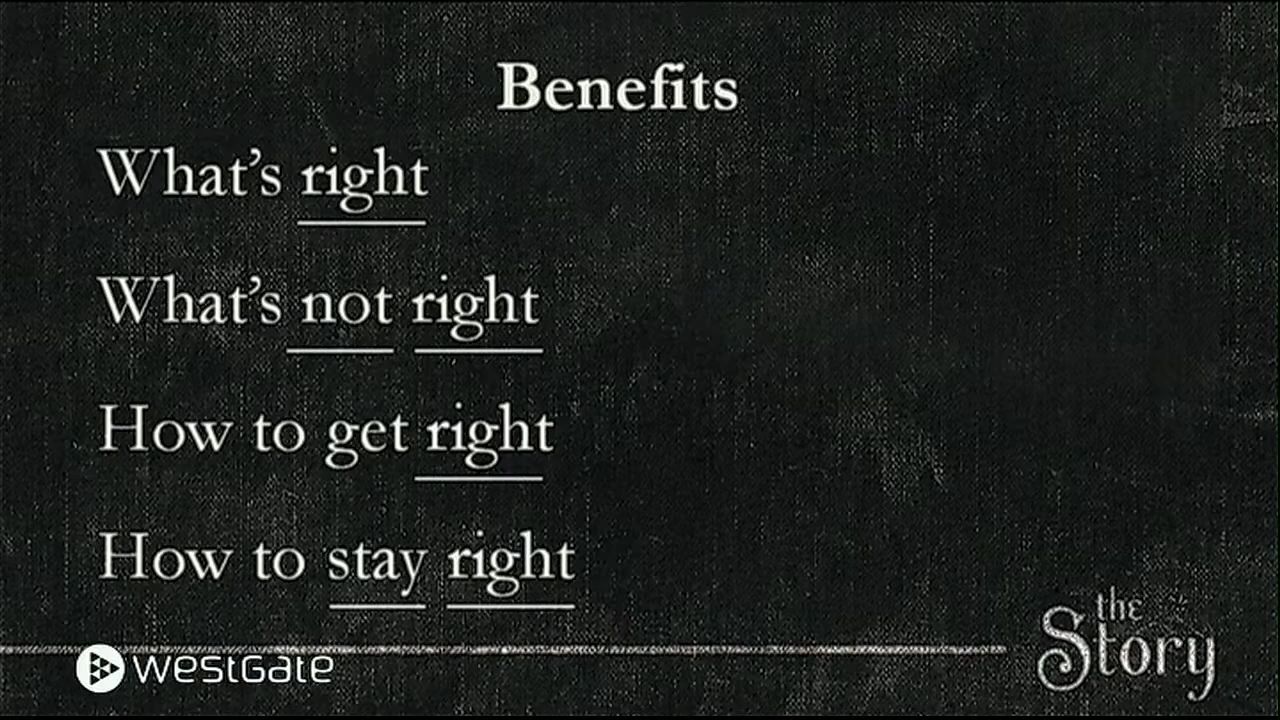 Benefits
What's right
What's not right
How to get right
How to stay right
the
Story
WESTGATE